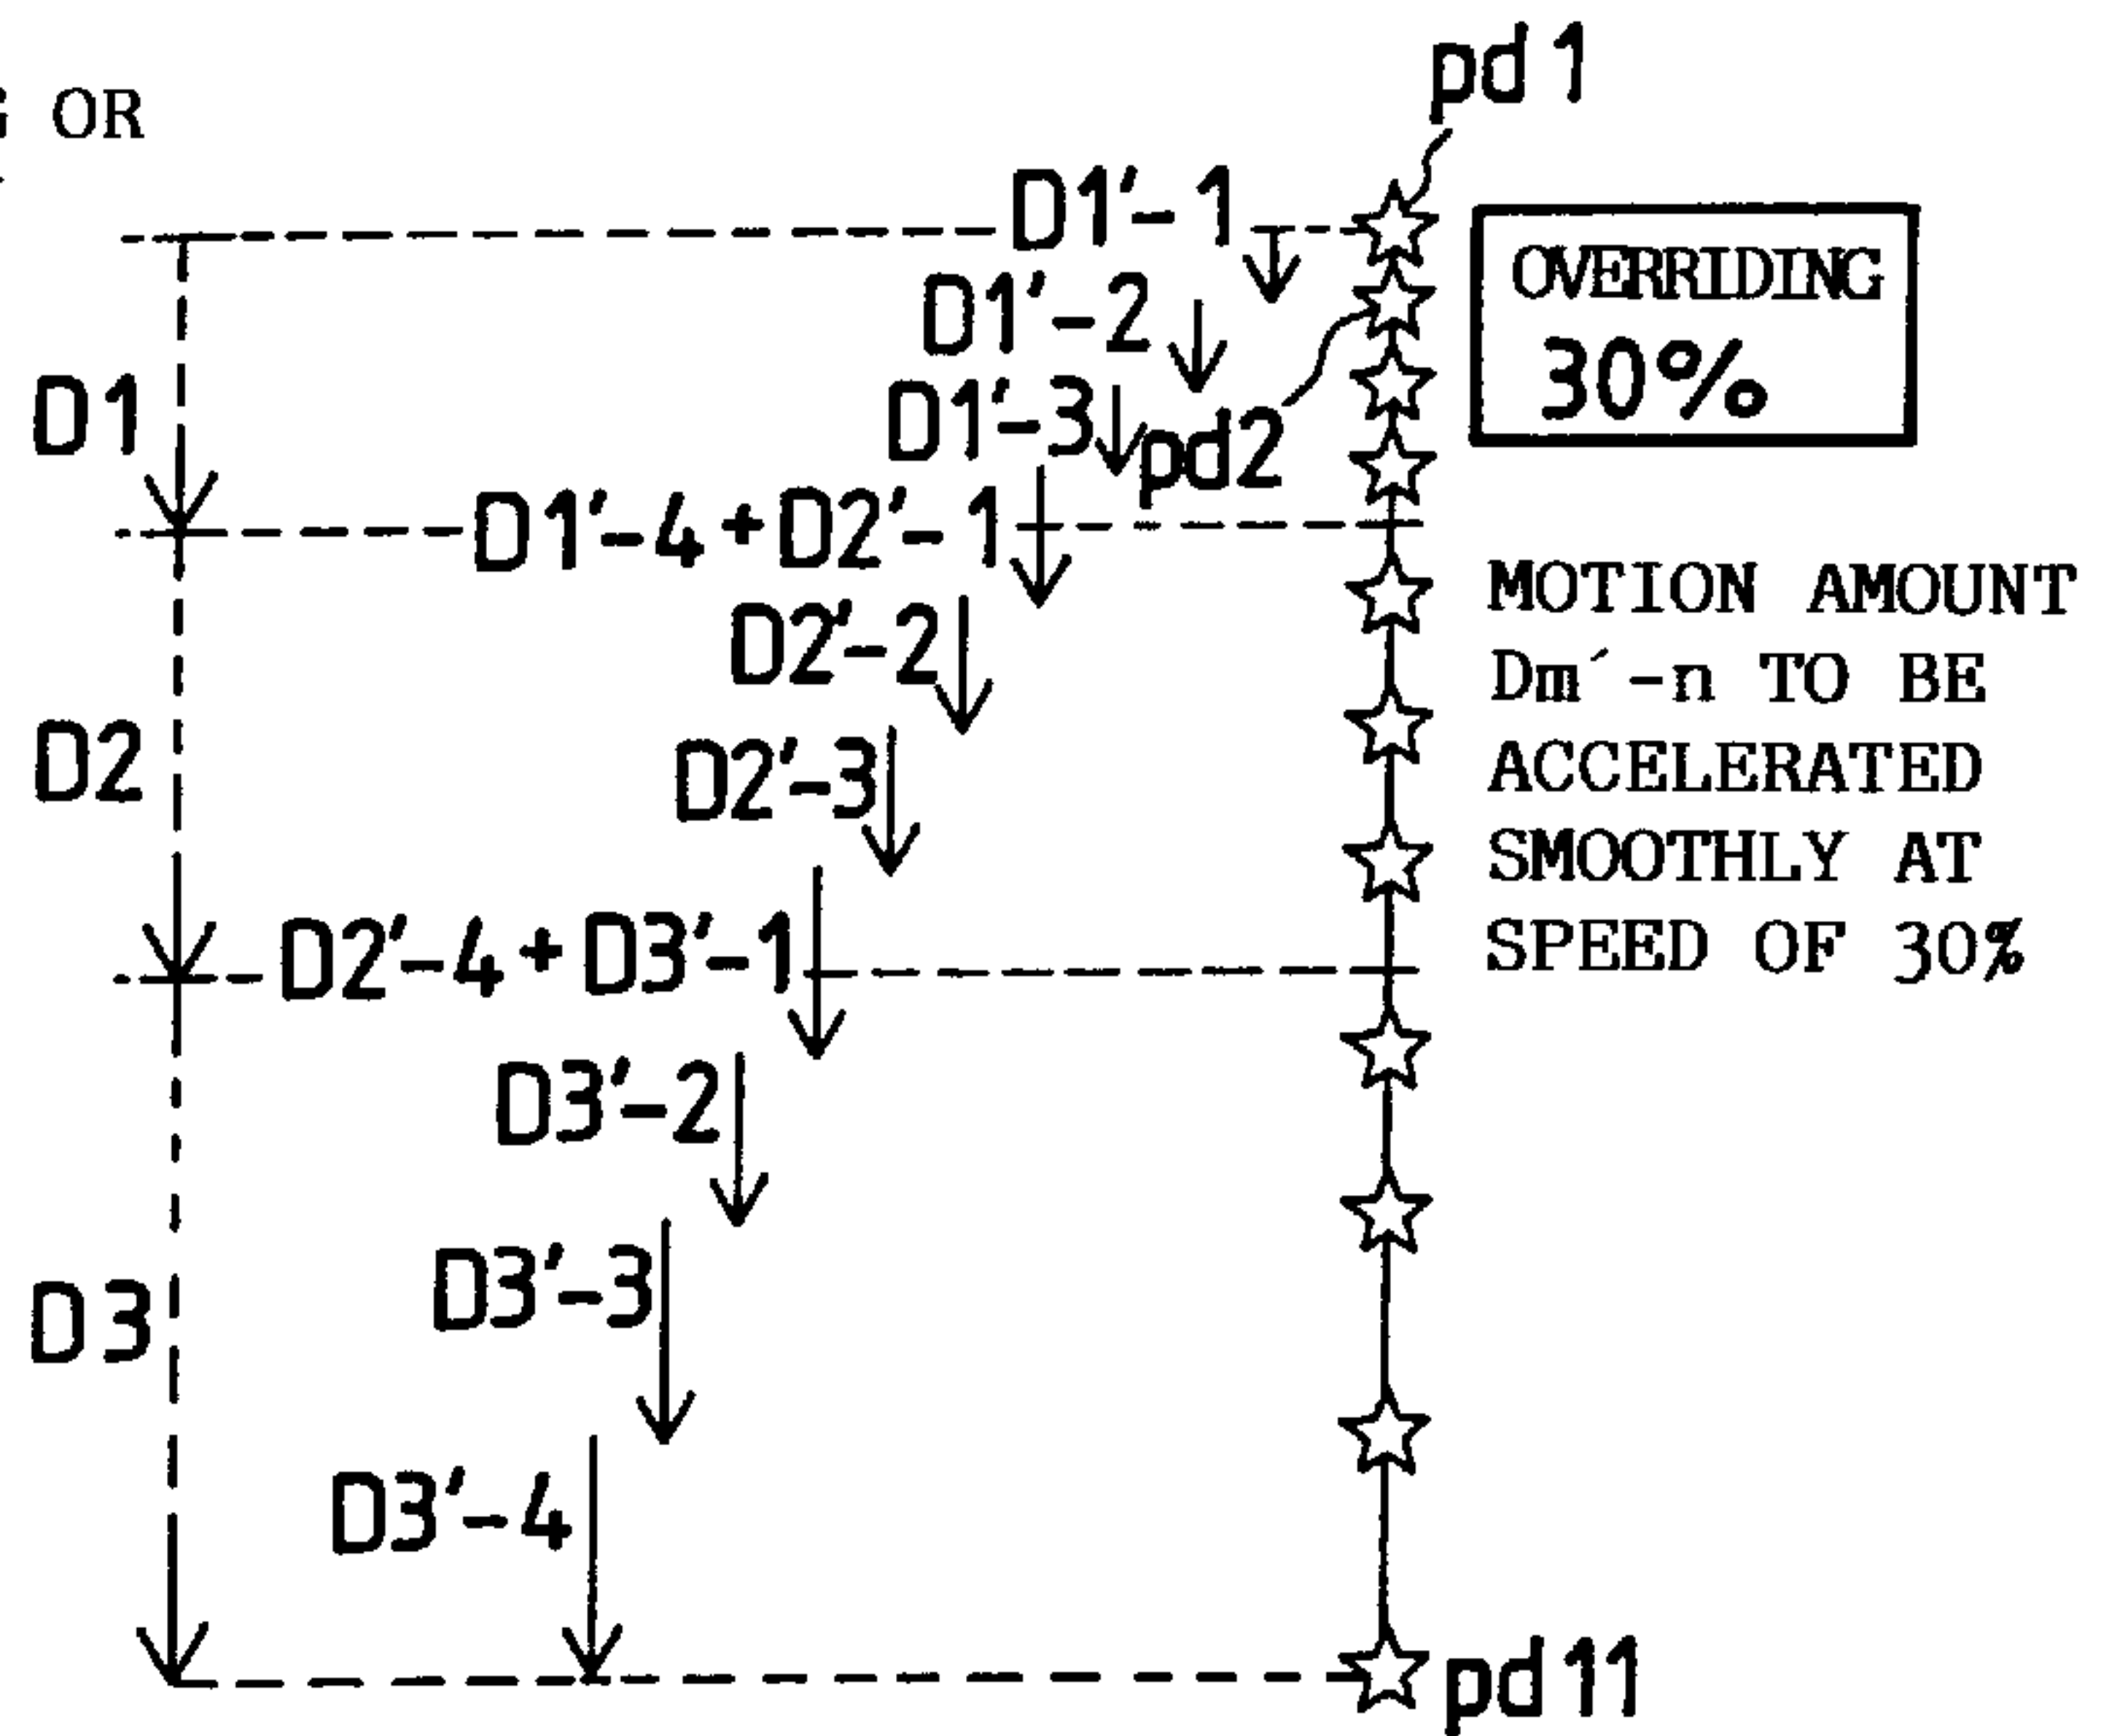 OR
pd1
D1'-1
OVERRIDING
30%
D1'-2
D1
D1'-3
pd2
D1'-4+D2'-1
MOTION AMOUNT
Dm´-n TO BE
ACCELERATED
SMOOTHLY AT
SPEED OF 30%
D2'-2
D2
D2'-3
D2'-4+D3'-1
D3'-2
D3'-3
D3
D3'-4
pd11